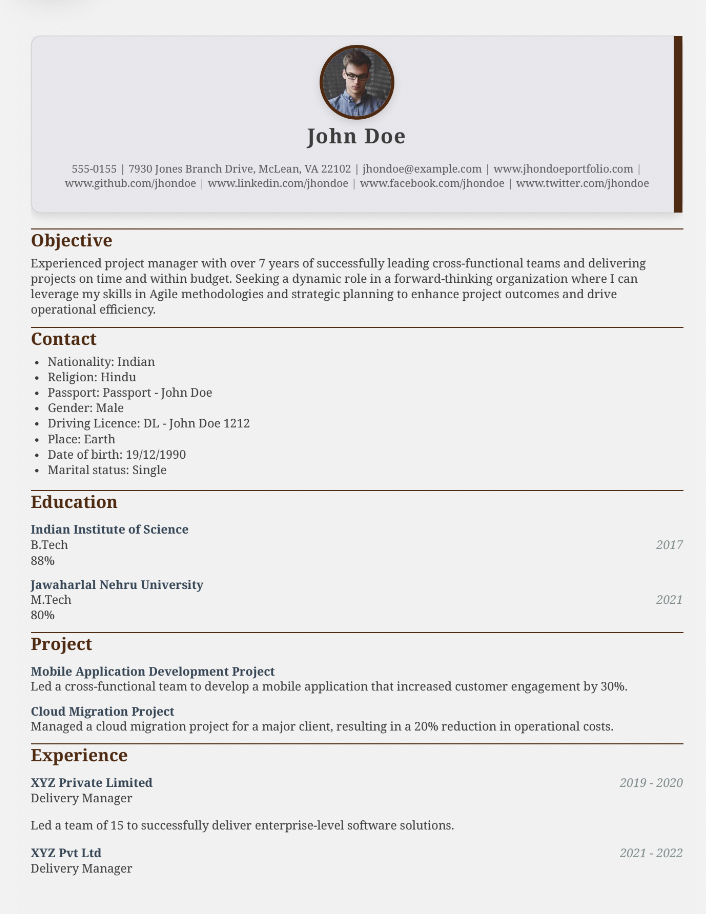 John Doe
555-0155 | 7930 Jones Branch Drive, McLean, VA 22102 | jhondoe@example.com | www.jhondoeportfolio.com |
www.github.com/jhondoe | www.linkedin.com/jhondoe | www.facebook.com/jhondoe | www.twitter.com/jhondoe
Objective
Experienced project manager with over 7 years of successfully leading cross-functional teams and delivering
projects on time and within budget. Seeking a dynamic role in a forward-thinking organization where I can
leverage my skills in Agile methodologies and strategic planning to enhance project outcomes and drive
operational efficiency.
Contact
• Nationality: Indian
• Religion: Hindu
• Passport: Passport - John Doe
• Gender: Male
• Driving Licence: DL - John Doe 1212
• Place: Earth
• Date of birth: 19/12/1990
• Marital status: Single
Education
Indian Institute of Science
B.Tech 2017
88%
Jawaharlal Nehru University
M.Tech 2021
80%
Project
Mobile Application Development Project
Led a cross-functional team to develop a mobile application that increased customer engagement by 30%.
Cloud Migration Project
Managed a cloud migration project for a major client, resulting in a 20% reduction in operational costs.
Experience
XYZ Private Limited 2019 - 2020
Delivery Manager
Led a team of 15 to successfully deliver enterprise-level software solutions.
XYZ Pvt Ltd 2021 - 2022
Delivery Manager